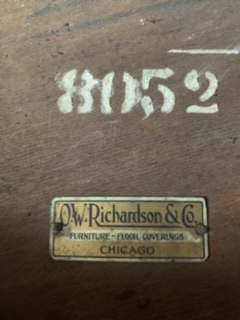 8052
O.W. Richardson & Co.
FURNITURE - FLOOR COVERINGS
CHICAGO